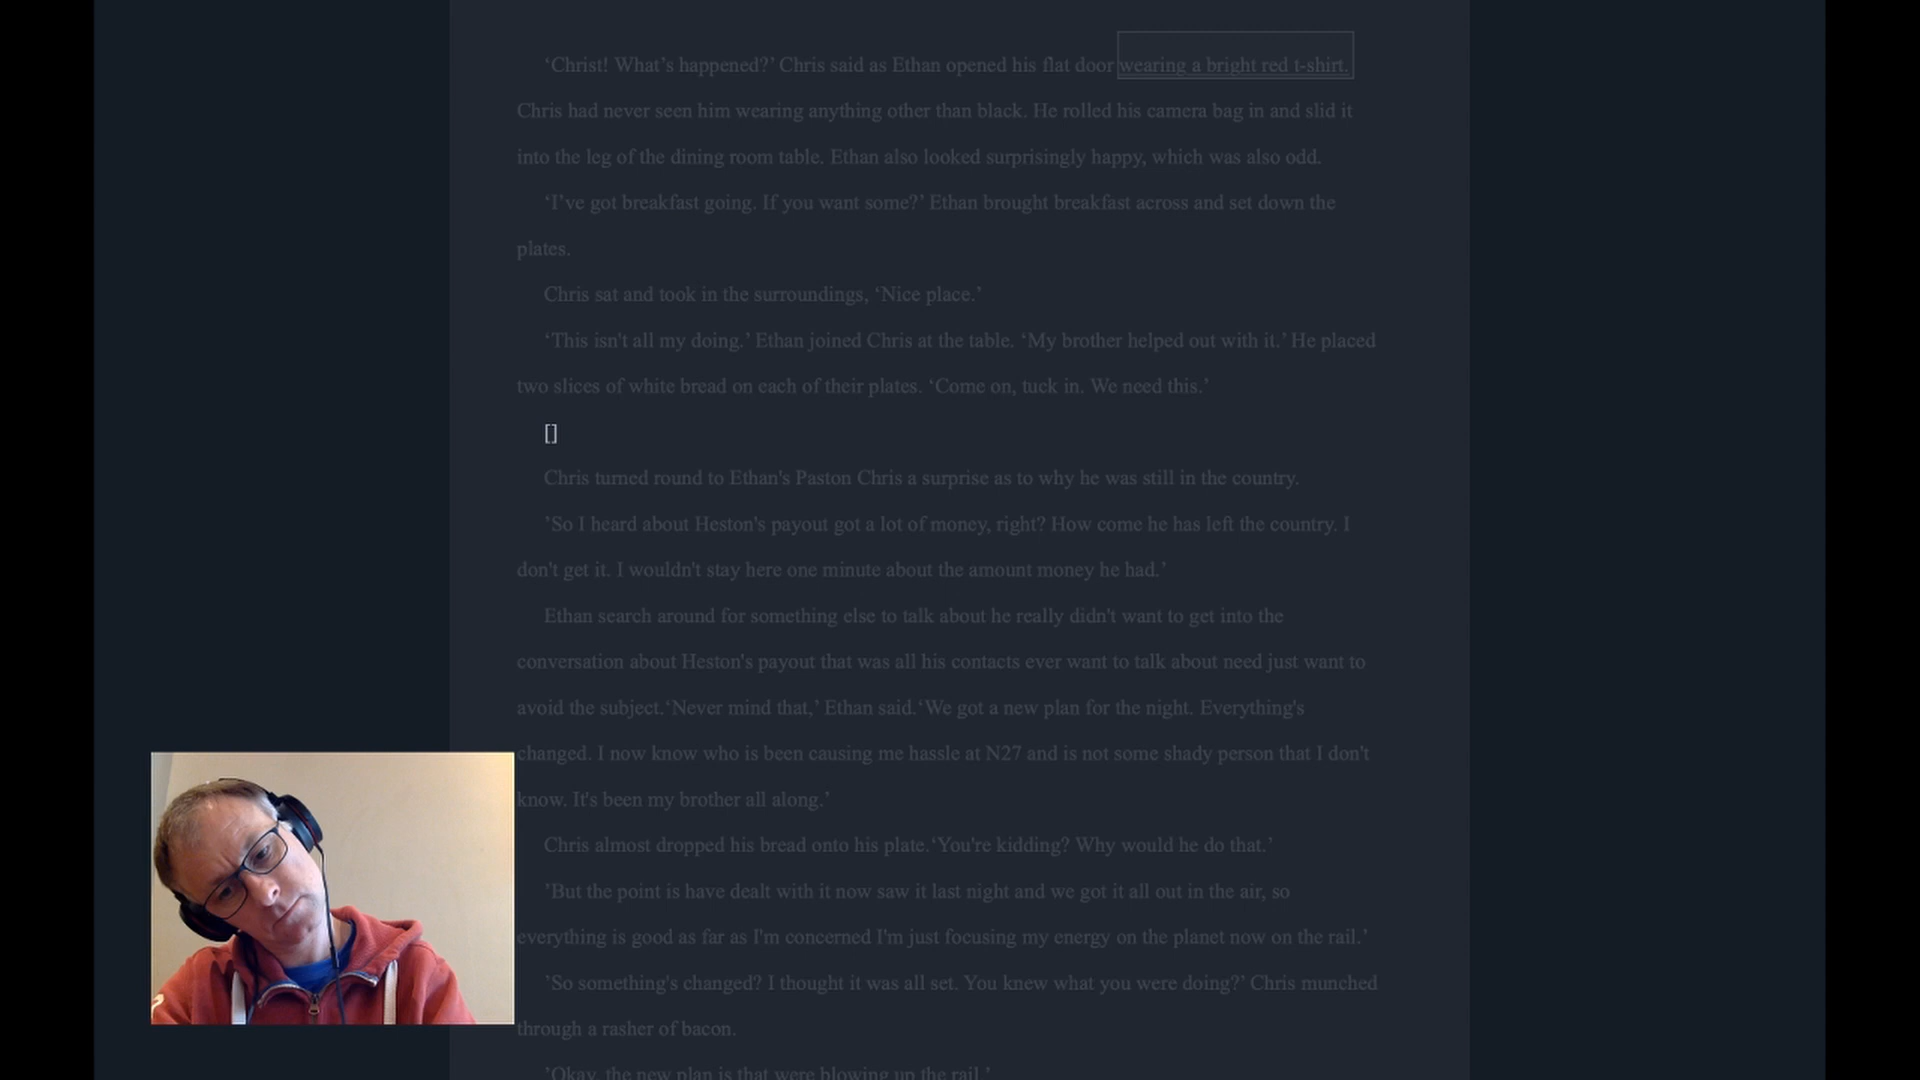 ‘Christ! What’s happened?’ Chris said as Ethan opened his flat door wearing a bright red t-shirt.
Chris had never seen him wearing anything other than black. He rolled his camera bag in and slid it
into the leg of the dining room table. Ethan also looked surprisingly happy, which was also odd.
‘I’ve got breakfast going. If you want some?’ Ethan brought breakfast across and set down the
plates.
Chris sat and took in the surroundings, ‘Nice place.’
‘This isn't all my doing.’ Ethan joined Chris at the table. ‘My brother helped out with it.’ He placed
two slices of white bread on each of their plates. ‘Come on, tuck in. We need this.’
[]
Chris turned round to Ethan's Paston Chris a surprise as to why he was still in the country.
’So I heard about Heston's payout got a lot of money, right? How come he has left the country. I
don't get it. I wouldn't stay here one minute about the amount money he had.’
Ethan search around for something else to talk about he really didn't want to get into the
conversation about Heston's payout that was all his contacts ever want to talk about need just want to
avoid the subject.‘Never mind that,’ Ethan said.‘We got a new plan for the night. Everything's
changed. I now know who is been causing me hassle at N27 and is not some shady person that I don't
know. It's been my brother all along.’
Chris almost dropped his bread onto his plate.‘You're kidding? Why would he do that.’
’But the point is have dealt with it now saw it last night and we got it all out in the air, so
everything is good as far as I'm concerned I'm just focusing my energy on the planet now on the rail.’
’So something's changed? I thought it was all set. You knew what you were doing?’ Chris munched
through a rasher of bacon.
’Okay, the new plan is that were blowing up the rail.’